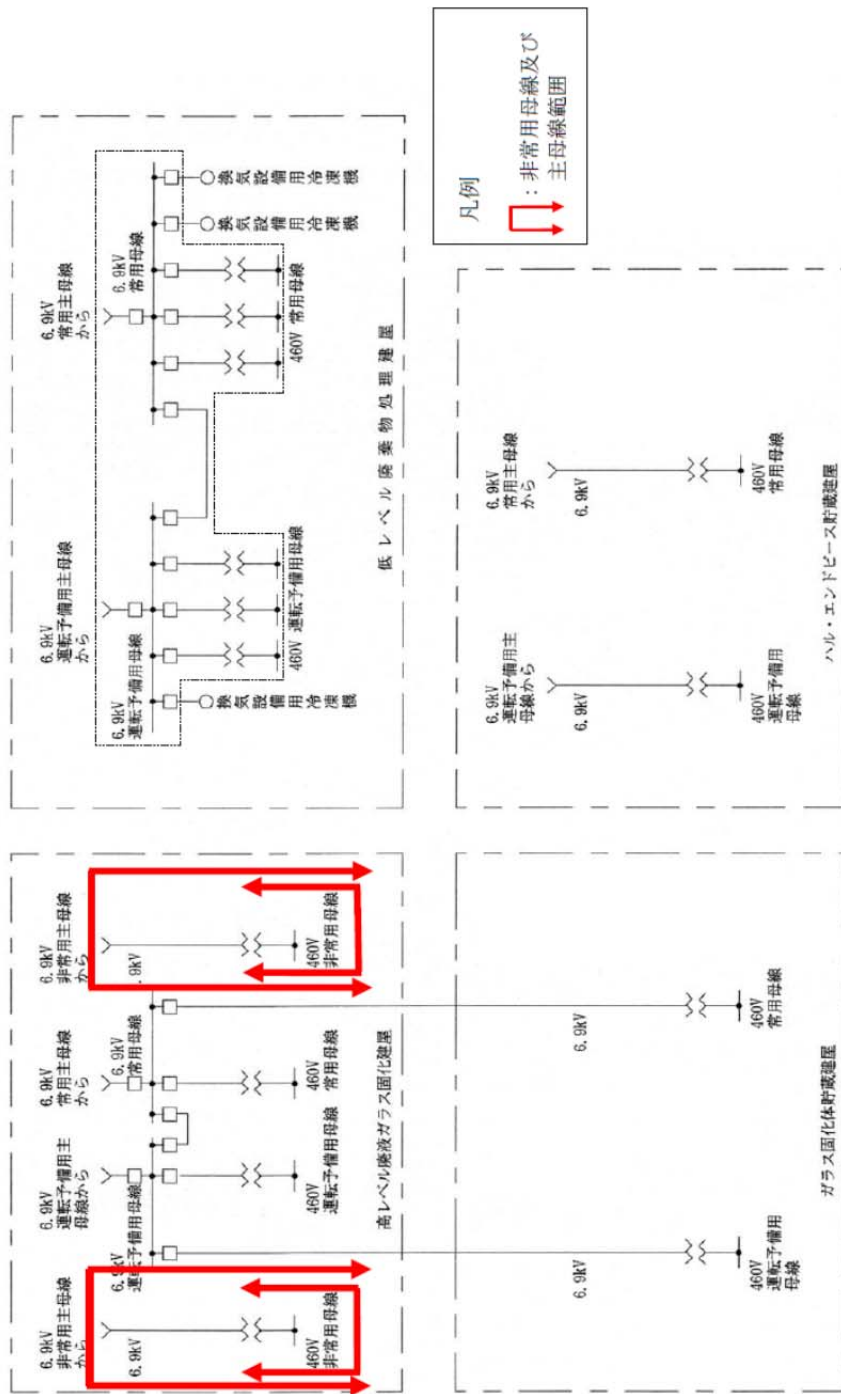 6.9kV
非常用主母線
から
6.9kV
460V
非常用母線
6.9kV
運転予備用主
母線から
6.9kV
運転予備用母線
460V
運転予備用母線
6.9kV
常用主母線
から
6.9kV
常用母線
460V
常用母線
6.9kV
非常用主母線
から
.9kV
460V
非常用母線
高レベル廃液ガラス固化建屋
6.9kV
運転予備用主母線
から
6.9kV
運転予備用母線
換気設備用冷凍機
460V 運転予備用母線
6.9kV
常用主母線
から
6.9kV
常用母線
460V 常用母線
換気設備用冷凍機
換気設備用冷凍機
低レベル廃棄物処理建屋
6.9kV
460V
運転予備用
母線
6.9kV
460V
常用母線
ガラス固化体貯蔵建屋
6.9kV
運転予備用主
母線から
6.9kV
460V
運転予備用
母線
6.9kV
常用主母線
から
6.9kV
460V
常用母線
ハル・エンドピース貯蔵建屋
凡例
:非常用母線及び
主母線範囲